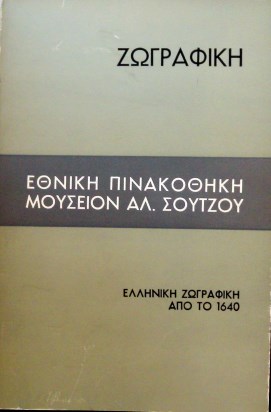 ΖΩΓΡΑΦΙΚΗ
ΕΘΝΙΚΗ ΠΙΝΑΚΟΘΗΚΗ
ΜΟΥΣΕΙΟΝ ΑΛ. ΣΟΥΤΖΟΥ
ΕΛΛΗΝΙΚΗ ΖΩΓΡΑΦΙΚΗ
ΑΠΟ ΤΟ 1640